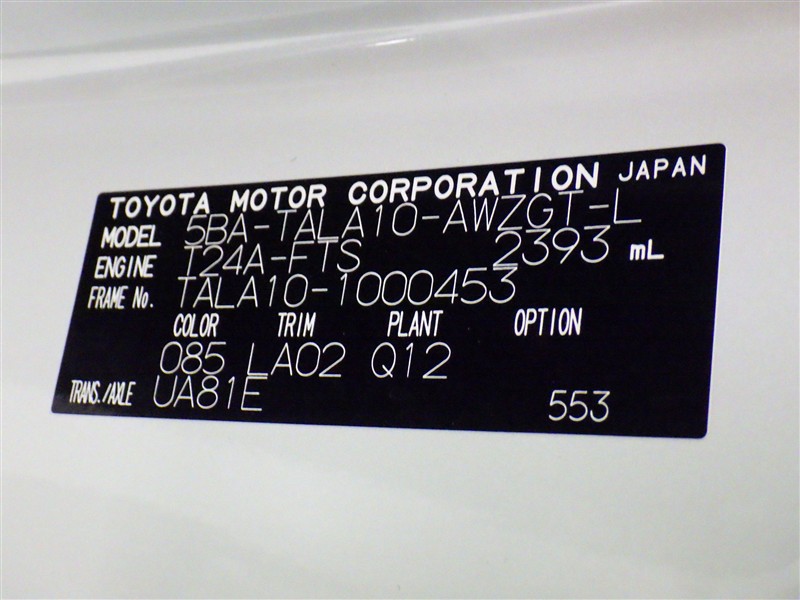 TOYOTA MOTOR CORPORATION JAPAN
MODEL 5BA-TALA10-AWZGT-L
ENGINE T24A-FTS 2393 mL
FRAME No. TALA10-1000453
COLOR TRIM PLANT OPTION
085 LA02 Q12
TRANS./AXLE UA81E 553